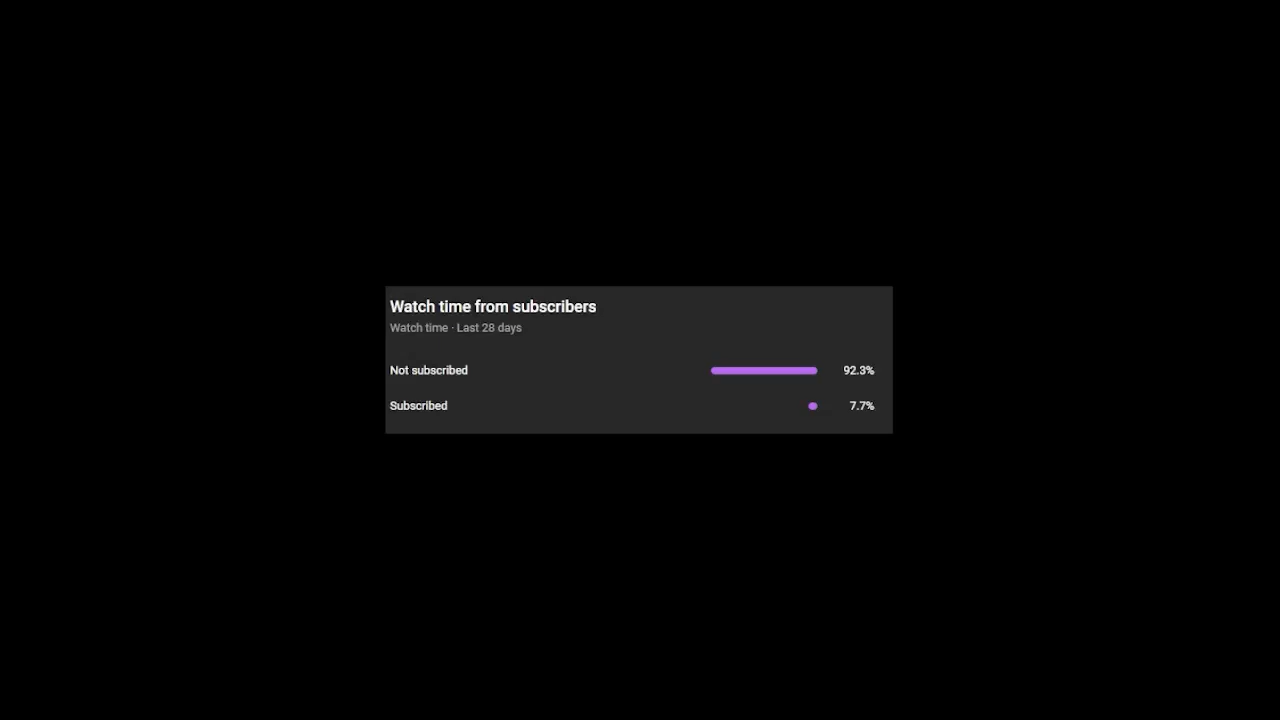 Watch time from subscribers
Watch time · Last 28 days
Not subscribed 92.3%
Subscribed 7.7%